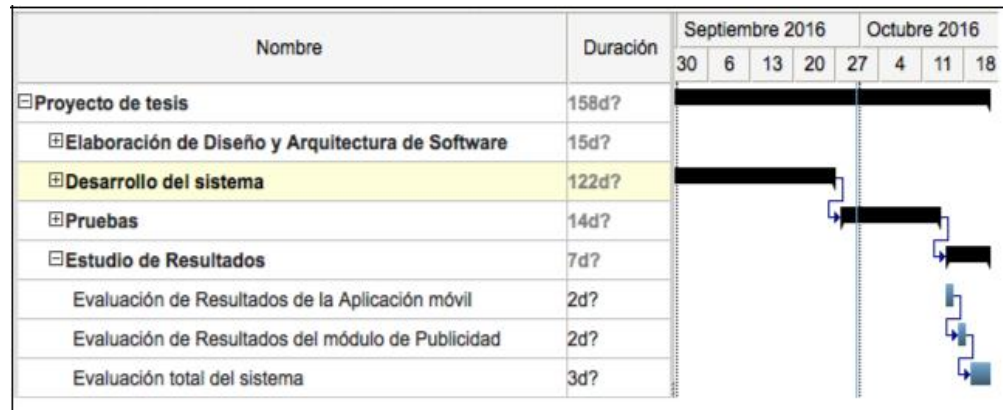 Nombre Duración Septiembre 2016 Octubre 2016
30 6 13 20 27 4 11 18
Proyecto de tesis 158d?
Elaboración de Diseño y Arquitectura de Software 15d?
Desarrollo del sistema 122d?
Pruebas 14d?
Estudio de Resultados 7d?
Evaluación de Resultados de la Aplicación móvil 2d?
Evaluación de Resultados del módulo de Publicidad 2d?
Evaluación total del sistema 3d?